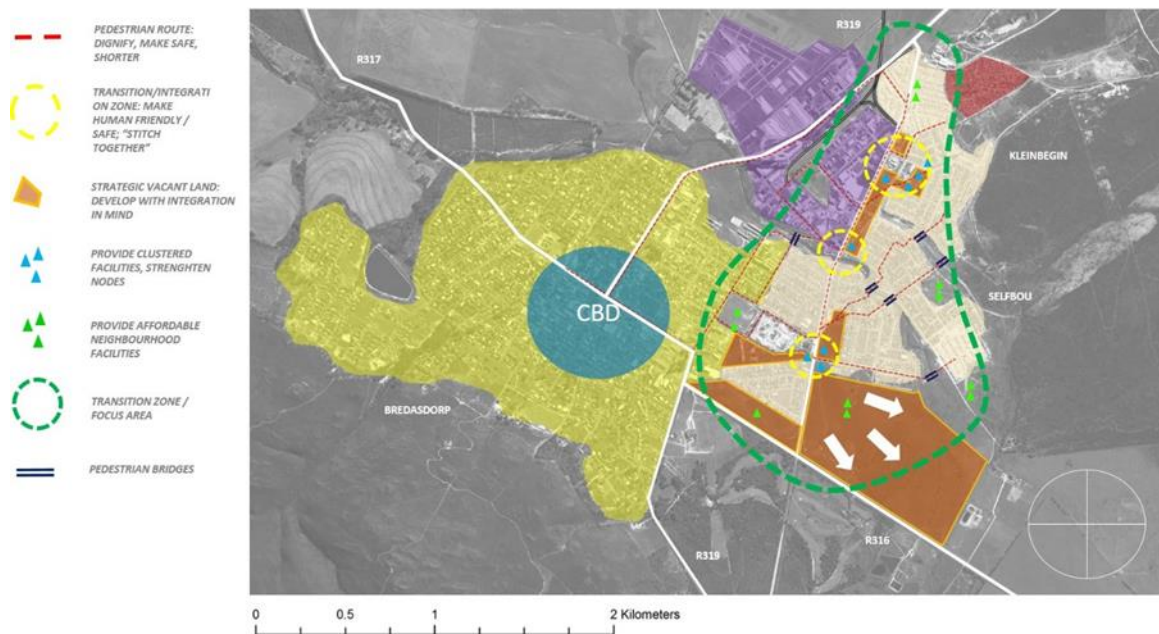 PEDESTRIAN ROUTE:
DIGNIFY, MAKE SAFE,
SHORTER
TRANSITION/INTEGRATI
ON ZONE: MAKE
HUMAN FRIENDLY /
SAFE; "STITCH
TOGETHER"
STRATEGIC VACANT LAND:
DEVELOP WITH INTEGRATION
IN MIND
PROVIDE CLUSTERED
FACILITIES, STRENGHTEN
NODES
PROVIDE AFFORDABLE
NEIGHBOURHOOD
FACILITIES
TRANSITION ZONE /
FOCUS AREA
PEDESTRIAN BRIDGES
R319
R317
KLEINBEGIN
SELFBOU
CBD
BREDASDORP
R319
R316
0 0.5 1 2 Kilometers